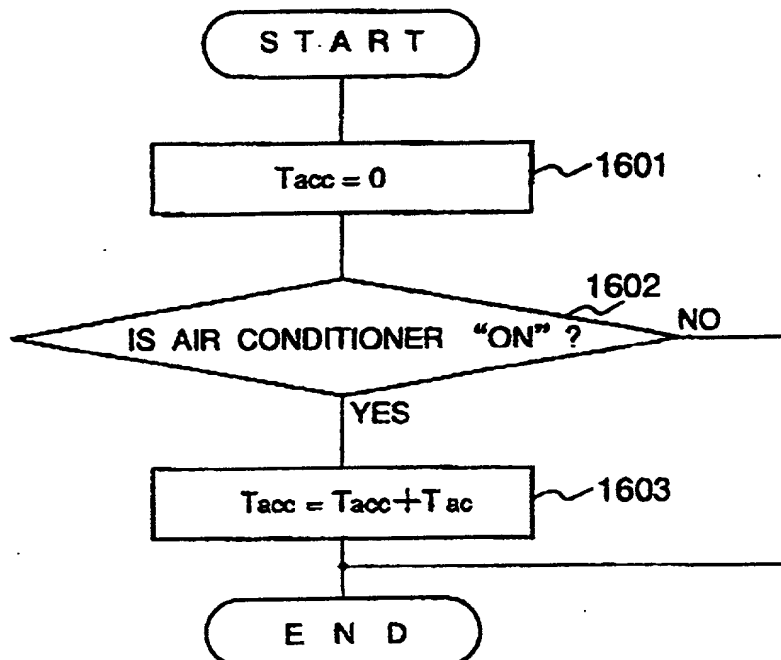 START
Tacc = 0
1601
1602
IS AIR CONDITIONER "ON" ?
NO
YES
Tacc = Tacc + Tac
1603
END